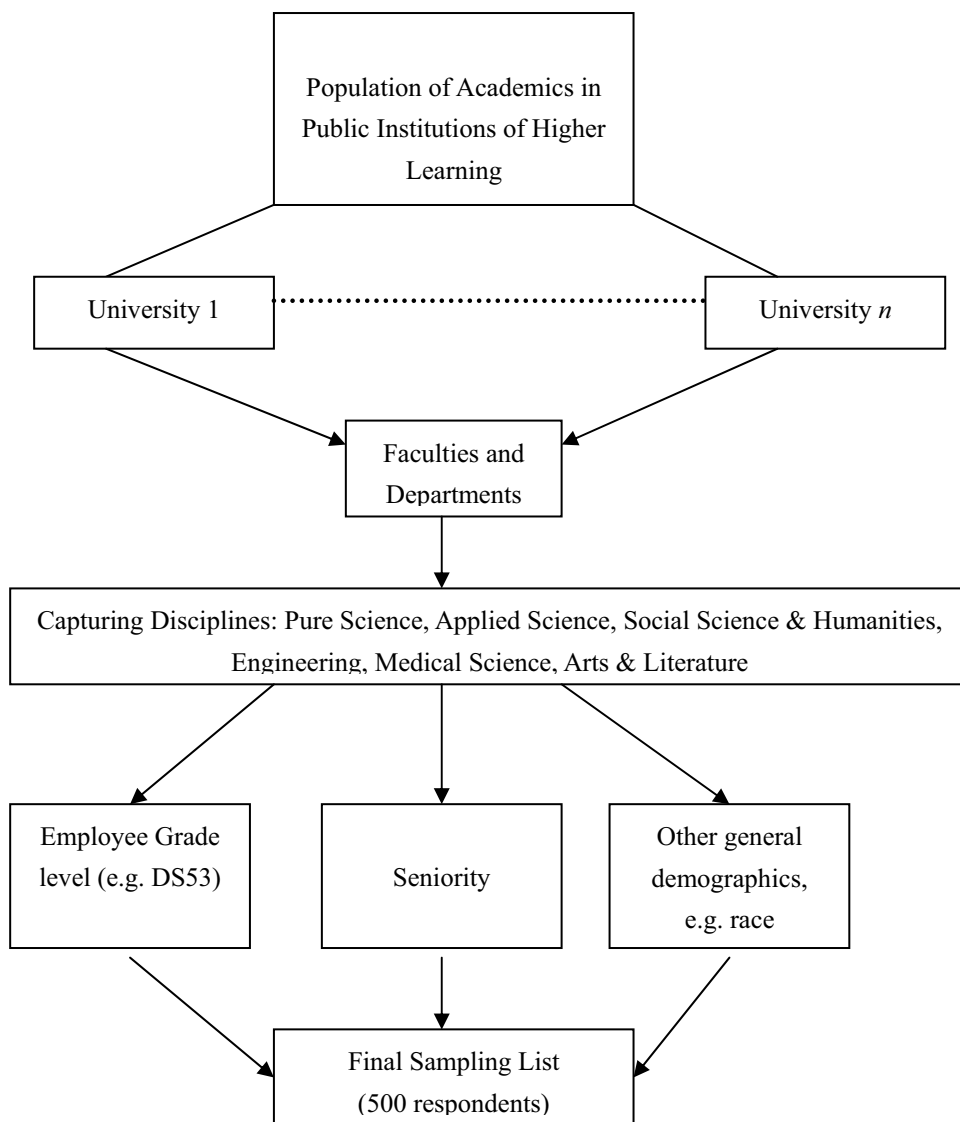 Population of Academics in
Public Institutions of Higher
Learning
University 1
University n
Faculties and
Departments
Capturing Disciplines: Pure Science, Applied Science, Social Science & Humanities,
Engineering, Medical Science, Arts & Literature
Employee Grade
level (e.g. DS53)
Seniority
Other general
demographics,
e.g. race
Final Sampling List
(500 respondents)